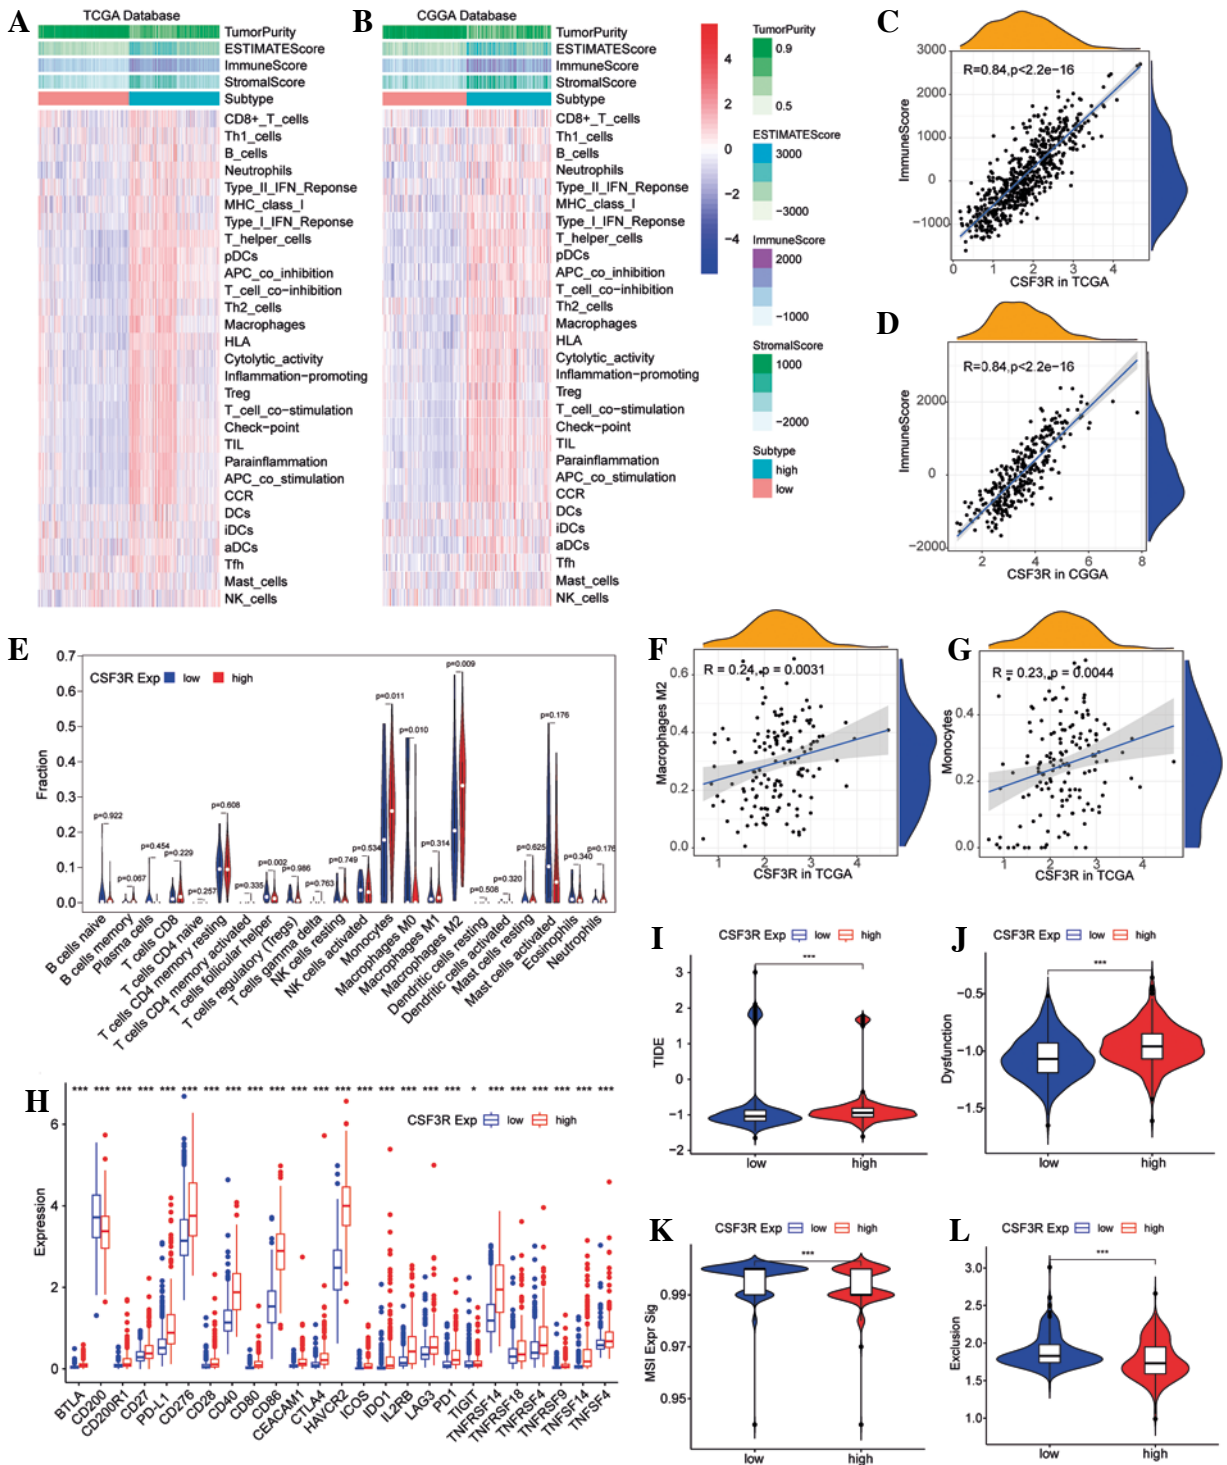 A
TCGA Database
TumorPurity
ESTIMATEScore
ImmuneScore
StromalScore
Subtype
CD8+_T_cells
Th1_cells
B_cells
Neutrophils
Type_II_IFN_Reponse
MHC_class_I
Type_I_IFN_Reponse
T_helper_cells
pDCs
APC_co_inhibition
T_cell_co-inhibition
Th2_cells
Macrophages
HLA
Cytolytic_activity
Inflammation-promoting
Treg
T_cell_co-stimulation
Check-point
TIL
Parainflammation
APC_co_stimulation
CCR
DCs
iDCs
aDCs
Tfh
Mast_cells
NK_cells
B
CGGA Database
TumorPurity
ESTIMATEScore
ImmuneScore
StromalScore
Subtype
CD8+_T_cells
Th1_cells
B_cells
Neutrophils
Type_II_IFN_Reponse
MHC_class_I
Type_I_IFN_Reponse
T_helper_cells
pDCs
APC_co_inhibition
T_cell_co-inhibition
Th2_cells
Macrophages
HLA
Cytolytic_activity
Inflammation-promoting
Treg
T_cell_co-stimulation
Check-point
TIL
Parainflammation
APC_co_stimulation
CCR
DCs
iDCs
aDCs
Tfh
Mast_cells
NK_cells
4
2
0
−2
−4
TumorPurity
0.9
0.5
ESTIMATEScore
3000
−3000
ImmuneScore
2000
−1000
StromalScore
1000
−2000
Subtype
high
low
C
R=0.84,p<2.2e−16
ImmuneScore
3000
1000
0
−1000
0 1 2 3 4
CSF3R in TCGA
D
R=0.84,p<2.2e−16
ImmuneScore
2000
0
−2000
2 4 6 8
CSF3R in CGGA
E
CSF3R Exp low high
Fraction
0.7
0.6
0.5
0.4
0.3
0.2
0.1
0.0
p=0.922
p=0.067
p=0.454
p=0.229
p=0.257
p=0.608
p=0.335
p=0.002
p=0.986
p=0.763
p=0.749
p=0.534
p=0.011
p=0.010
p=0.314
p=0.009
p=0.508
p=0.320
p=0.625
p=0.176
p=0.340
p=0.176
B cells naive
B cells memory
Plasma cells
T cells CD8
T cells CD4 naive
T cells CD4 memory resting
T cells CD4 memory activated
T cells follicular helper
T cells regulatory (Tregs)
T cells gamma delta
NK cells resting
NK cells activated
Monocytes
Macrophages M0
Macrophages M1
Macrophages M2
Dendritic cells resting
Dendritic cells activated
Mast cells resting
Mast cells activated
Eosinophils
Neutrophils
F
R = 0.24, p = 0.0031
Macrophages M2
0.6
0.4
0.2
0.0
1 2 3 4
CSF3R in TCGA
G
R = 0.23, p = 0.0044
Monocytes
0.4
0.2
0.0
1 2 3 4
CSF3R in TCGA
H
*** *** *** *** *** *** *** *** *** *** *** *** *** *** *** *** *** *** * *** *** *** *** *** ***
CSF3R Exp low high
Expression
6
4
2
0
BTLA
CD200
CD200R1
CD27
PD-L1
CD276
CD28
CD40
CD80
CD86
CEACAM1
CTLA4
HAVCR2
ICOS
IDO1
IL2RB
LAG3
PD1
TIGIT
TNFRSF14
TNFRSF18
TNFRSF4
TNFRSF9
TNFSF14
TNFSF4
I
CSF3R Exp low high
***
TIDE
3
2
1
0
−1
−2
low high
J
CSF3R Exp low high
***
Dysfunction
−0.5
−1.0
−1.5
low high
K
CSF3R Exp low high
***
MSI Expr Sig
0.99
0.97
0.95
low high
L
CSF3R Exp low high
***
Exclusion
3.0
2.5
2.0
1.5
1.0
low high